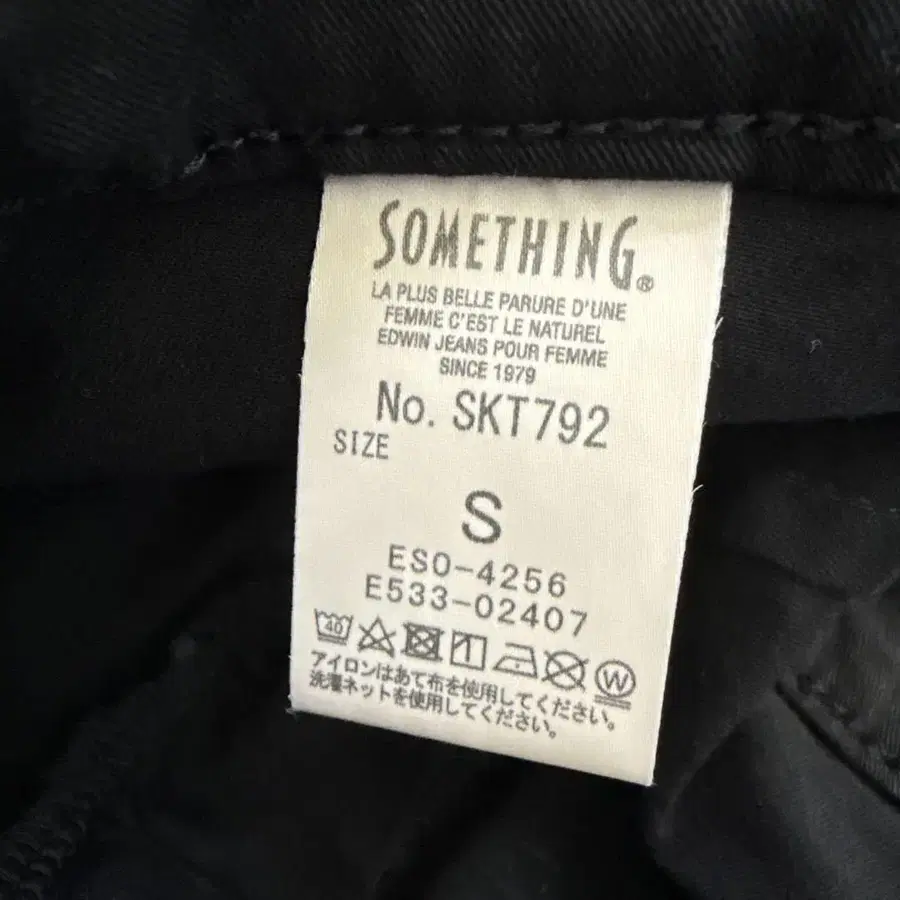 SOMETHING®
LA PLUS BELLE PARURE D'UNE
FEMME C'EST LE NATUREL
EDWIN JEANS POUR FEMME
SINCE 1979
No. SKT792
SIZE
S
ES0-4256
E533-02407
40 W
アイロンはあて布を使用してください。
洗濯ネットを使用してください。